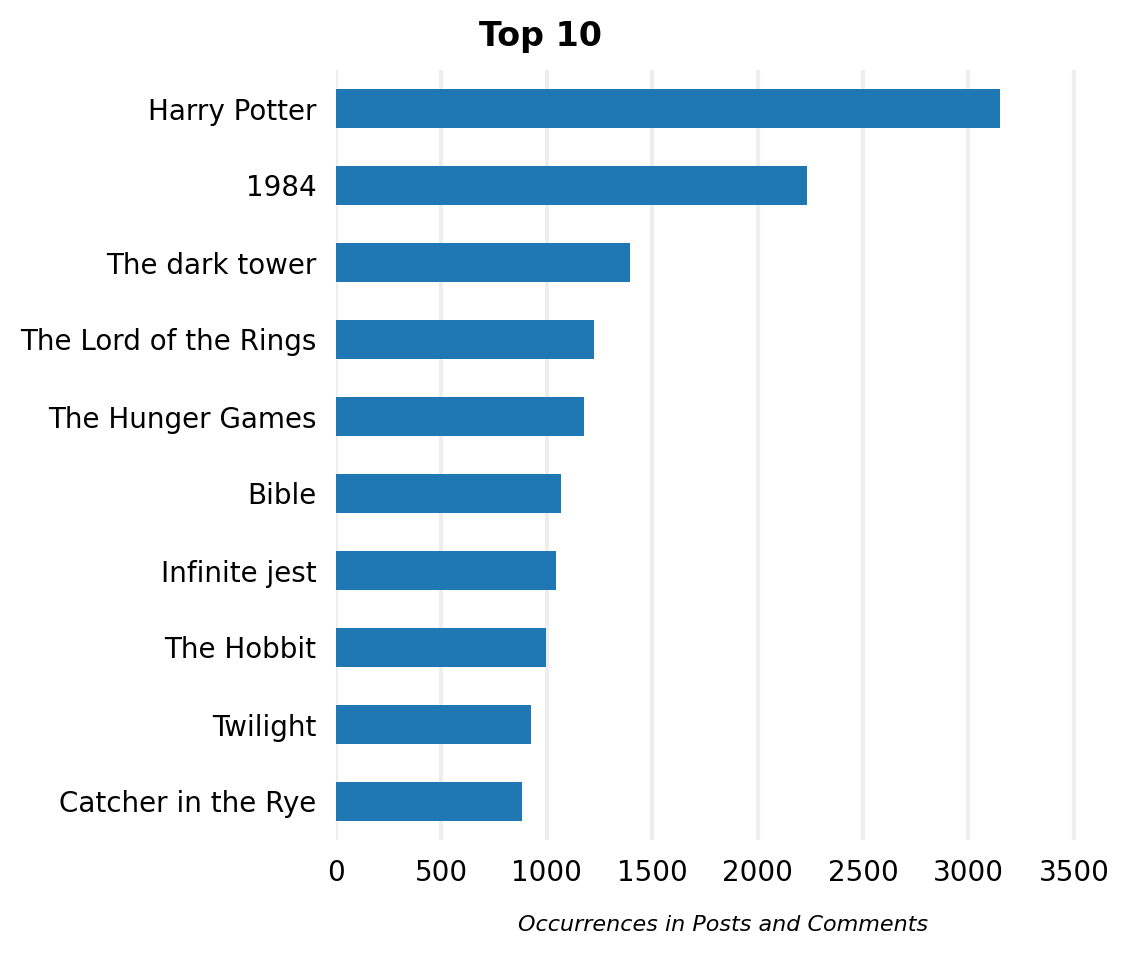 Top 10
Harry Potter
1984
The dark tower
The Lord of the Rings
The Hunger Games
Bible
Infinite jest
The Hobbit
Twilight
Catcher in the Rye
0 500 1000 1500 2000 2500 3000 3500
Occurrences in Posts and Comments